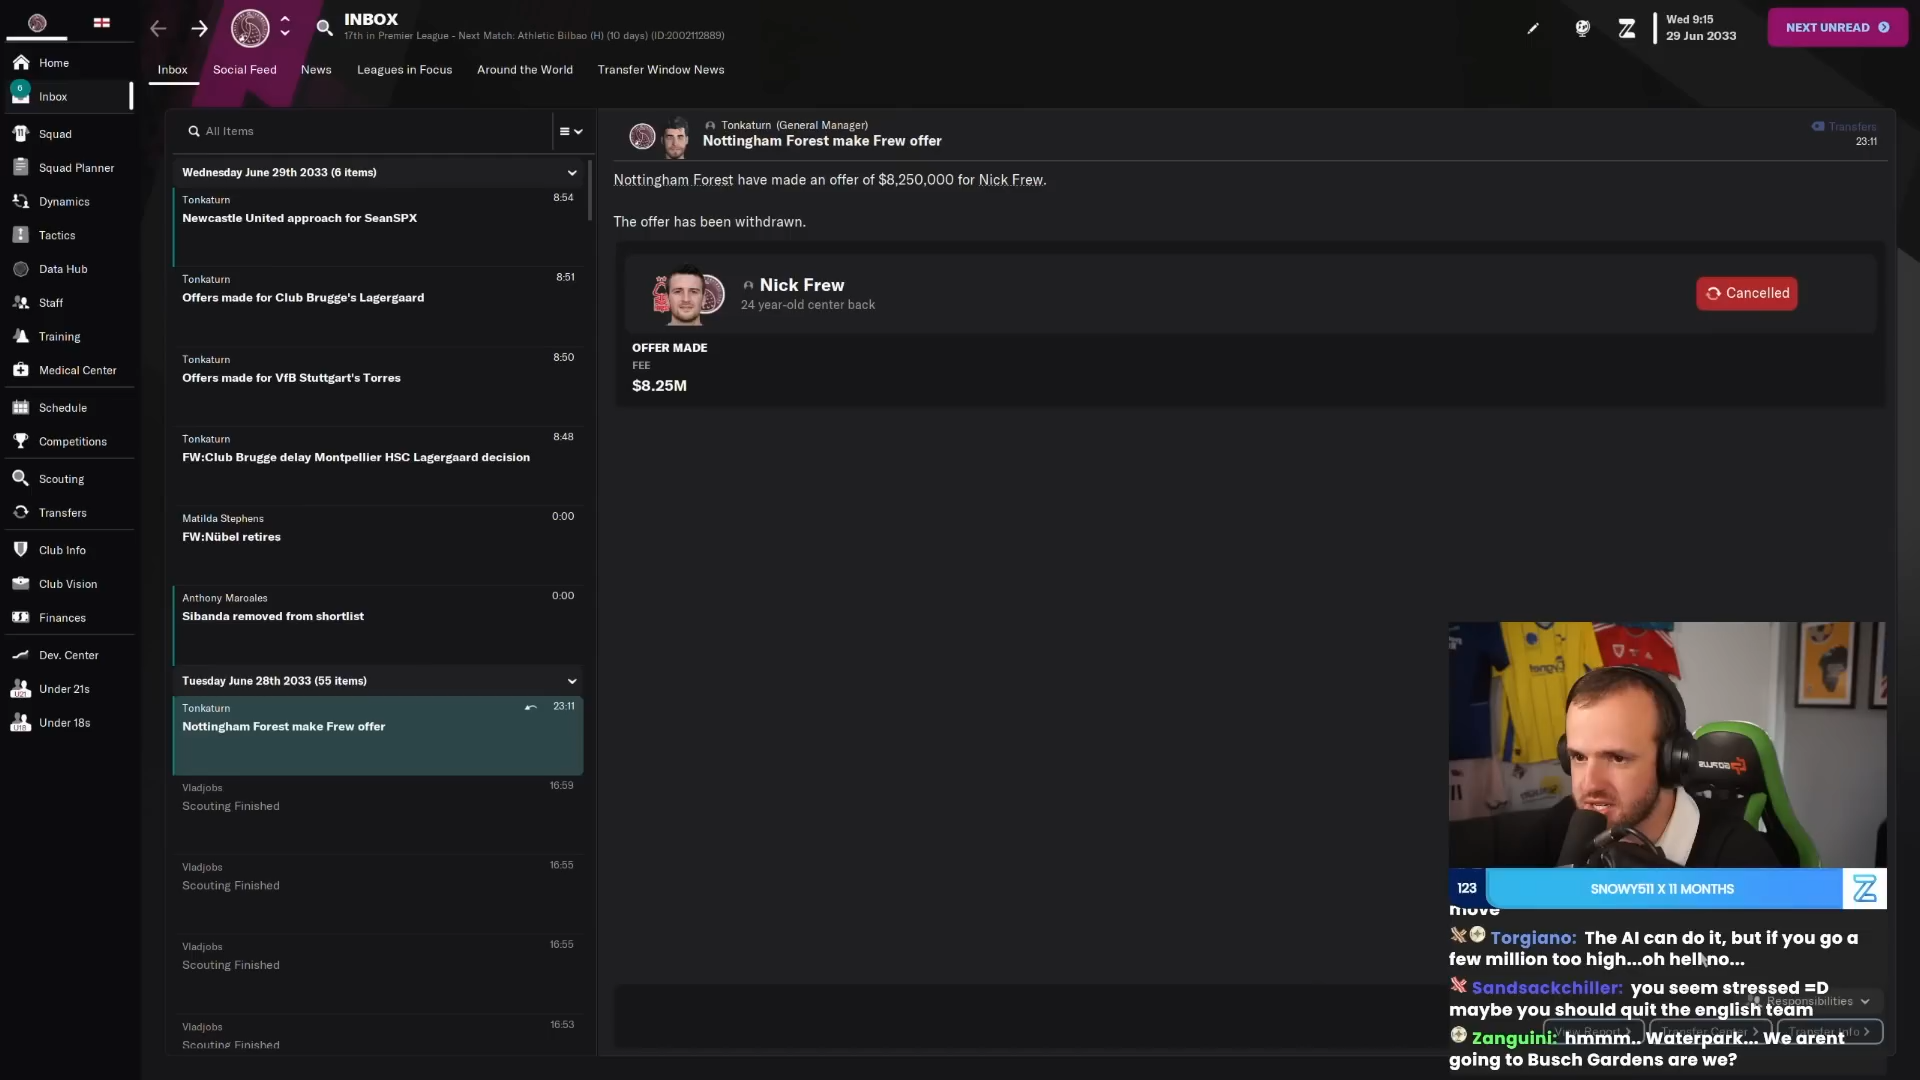 INBOX
17th in Premier League - Next Match: Athletic Bilbao (H) (10 days) (ID:2002112889)
Wed 9:15
29 Jun 2033
NEXT UNREAD
Inbox
Social Feed
News
Leagues in Focus
Around the World
Transfer Window News
Home
6
Inbox
Squad
Squad Planner
Dynamics
Tactics
Data Hub
Staff
Training
Medical Center
Schedule
Competitions
Scouting
Transfers
Club Info
Club Vision
Finances
Dev. Center
Under 21s
Under 18s
All Items
Wednesday June 29th 2033 (6 items)
Tonkaturn 8:54
Newcastle United approach for SeanSPX
Tonkaturn 8:51
Offers made for Club Brugge's Lagergaard
Tonkaturn 8:50
Offers made for VfB Stuttgart's Torres
Tonkaturn 8:48
FW:Club Brugge delay Montpellier HSC Lagergaard decision
Matilda Stephens 0:00
FW:Nübel retires
Anthony Maroales 0:00
Sibanda removed from shortlist
Tuesday June 28th 2033 (55 items)
Tonkaturn 23:11
Nottingham Forest make Frew offer
Vladjobs 16:59
Scouting Finished
Vladjobs 16:55
Scouting Finished
Vladjobs 16:55
Scouting Finished
Vladjobs 16:53
Scouting Finished
Tonkaturn (General Manager)
Nottingham Forest make Frew offer
Transfers
23:11
Nottingham Forest have made an offer of $8,250,000 for Nick Frew.
The offer has been withdrawn.
Nick Frew
24 year-old center back
Cancelled
OFFER MADE
FEE
$8.25M
123
SNOWY511 X 11 MONTHS
move
Torgiano: The AI can do it, but if you go a
few million too high...oh hell no...
Sandsackchiller: you seem stressed =D
maybe you should quit the english team
Responsibilities
View Report
Transfer Center
Transfer Info
Zanguini: hmmm.. Waterpark... We arent
going to Busch Gardens are we?